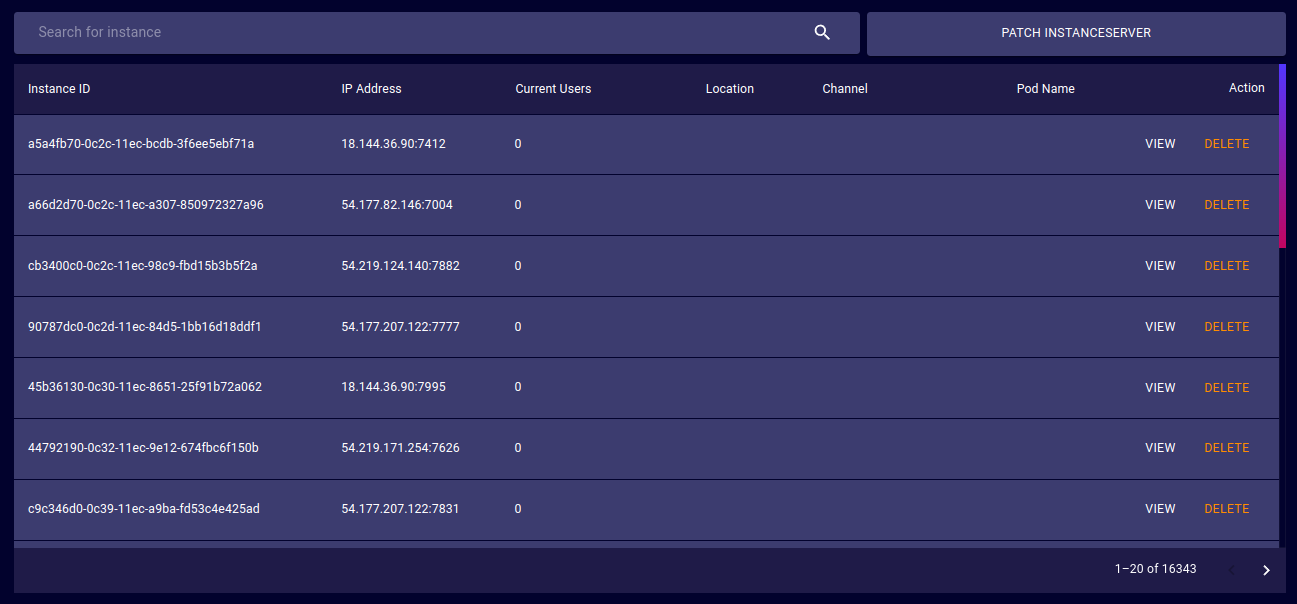 Search for instance PATCH INSTANCESERVER
Instance ID IP Address Current Users Location Channel Pod Name Action
a5a4fb70-0c2c-11ec-bcdb-3f6ee5ebf71a 18.144.36.90:7412 0 VIEW DELETE
a66d2d70-0c2c-11ec-a307-850972327a96 54.177.82.146:7004 0 VIEW DELETE
cb3400c0-0c2c-11ec-98c9-fbd15b3b5f2a 54.219.124.140:7882 0 VIEW DELETE
90787dc0-0c2d-11ec-84d5-1bb16d18ddf1 54.177.207.122:7777 0 VIEW DELETE
45b36130-0c30-11ec-8651-25f91b72a062 18.144.36.90:7995 0 VIEW DELETE
44792190-0c32-11ec-9e12-674fbc6f150b 54.219.171.254:7626 0 VIEW DELETE
c9c346d0-0c39-11ec-a9ba-fd53c4e425ad 54.177.207.122:7831 0 VIEW DELETE
1–20 of 16343